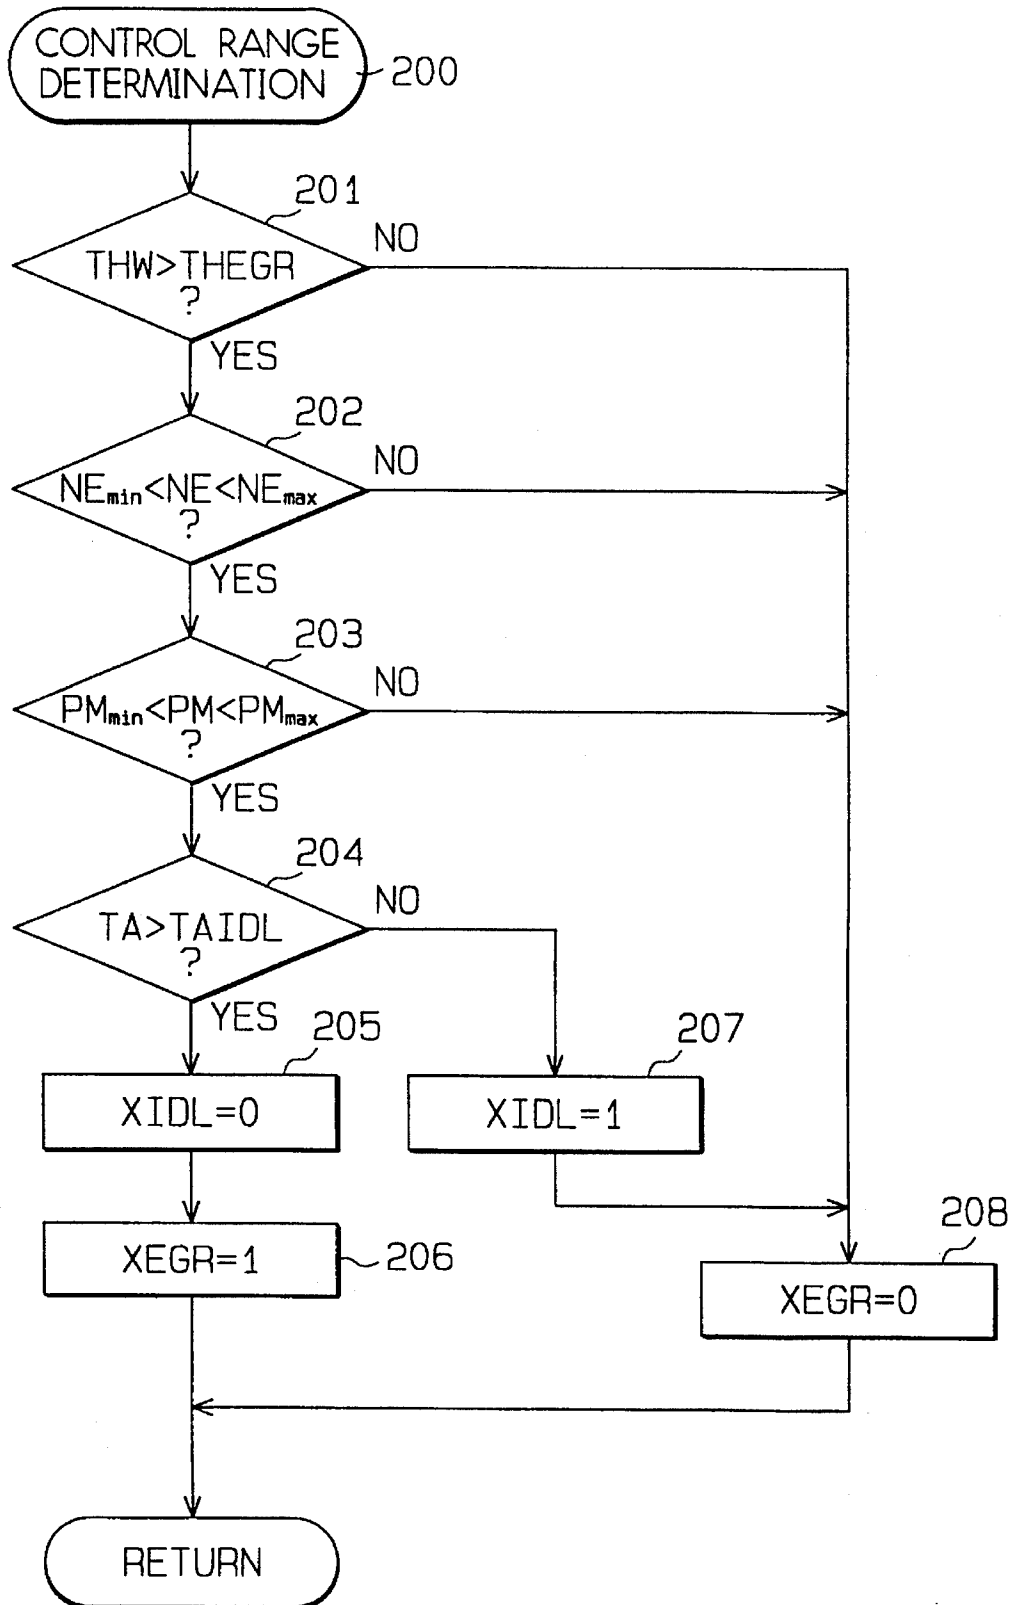 CONTROL RANGE
DETERMINATION
200
201
THW>THEGR
?
NO
YES
202
NEmin<NE<NEmax
?
NO
YES
203
PMmin<PM<PMmax
?
NO
YES
204
TA>TAIDL
?
NO
YES
205
XIDL=0
207
XIDL=1
XEGR=1
206
208
XEGR=0
RETURN